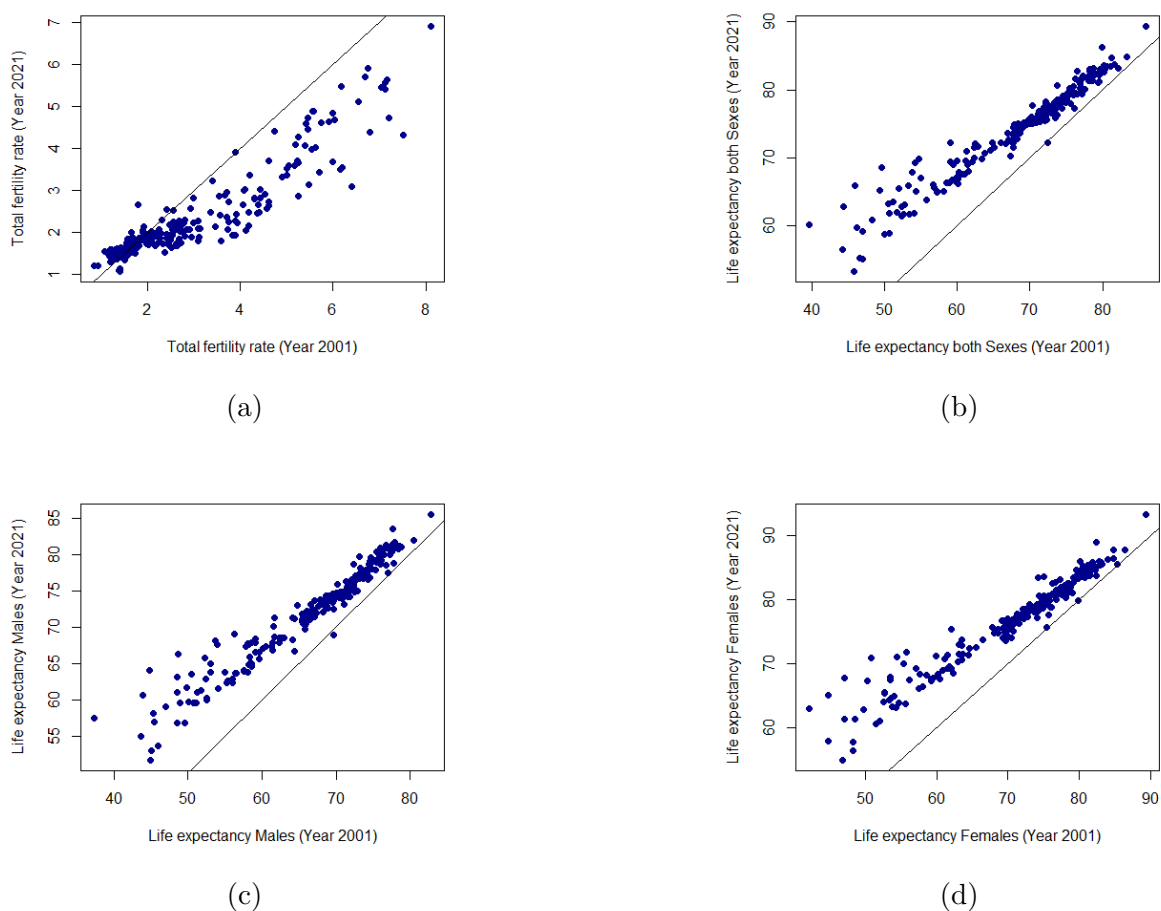 Total fertility rate (Year 2021)
7
6
5
4
3
2
1
2 4 6 8
Total fertility rate (Year 2001)
(a)
Life expectancy both Sexes (Year 2021)
90
80
70
60
40 50 60 70 80
Life expectancy both Sexes (Year 2001)
(b)
Life expectancy Males (Year 2021)
85
80
75
70
65
60
55
40 50 60 70 80
Life expectancy Males (Year 2001)
(c)
Life expectancy Females (Year 2021)
90
80
70
60
50 60 70 80 90
Life expectancy Females (Year 2001)
(d)